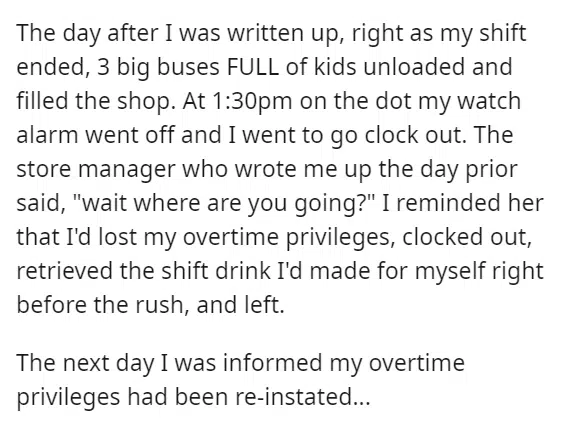 The day after I was written up, right as my shift
ended, 3 big buses FULL of kids unloaded and
filled the shop. At 1:30pm on the dot my watch
alarm went off and I went to go clock out. The
store manager who wrote me up the day prior
said, "wait where are you going?" I reminded her
that I'd lost my overtime privileges, clocked out,
retrieved the shift drink I'd made for myself right
before the rush, and left.
The next day I was informed my overtime
privileges had been re-instated...